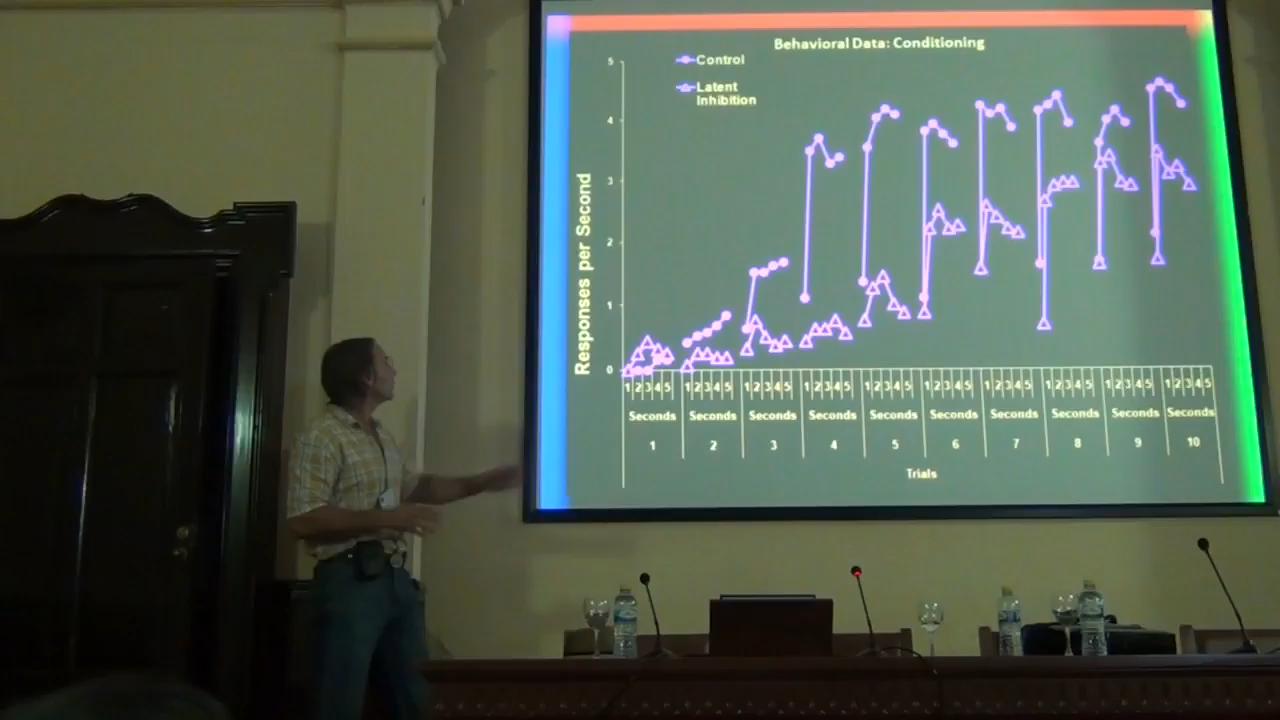 Behavioral Data: Conditioning
Control
Latent
Inhibition
Responses per Second
5
4
3
2
1
0
1 2 3 4 5 1 2 3 4 5 1 2 3 4 5 1 2 3 4 5 1 2 3 4 5 1 2 3 4 5 1 2 3 4 5 1 2 3 4 5 1 2 3 4 5 1 2 3 4 5
Seconds Seconds Seconds Seconds Seconds Seconds Seconds Seconds Seconds Seconds
1 2 3 4 5 6 7 8 9 10
Trials